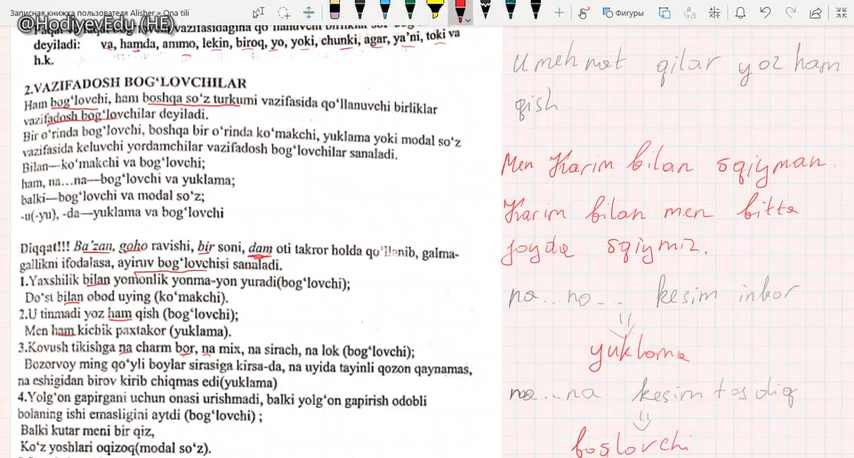 Записная книжка пользователя Alisher – Ona tili
@HodiyevEdu (HE)
Фигуры
deyiladi: va, hamda, ammo, lekin, biroq, yo, yoki, chunki, agar, ya'ni, toki va
h.k.
2.VAZIFADOSH BOG‘LOVCHILAR
Ham bog‘lovchi, ham boshqa so‘z turkumi vazifasida qo‘llanuvchi birliklar
vazifadosh bog‘lovchilar deyiladi.
Bir o‘rinda bog‘lovchi, boshqa bir o‘rinda ko‘makchi, yuklama yoki modal so‘z
vazifasida keluvchi yordamchilar vazifadosh bog‘lovchilar sanaladi.
Bilan—ko‘makchi va bog‘lovchi;
ham, na...na—bog‘lovchi va yuklama;
balki—bog‘lovchi va modal so‘z;
-u(-yu), -da—yuklama va bog‘lovchi
Diqqat!!! Ba'zan, goho ravishi, bir soni, dam oti takror holda qo‘llanib, galma-
gallikni ifodalasa, ayiruv bog‘lovchisi sanaladi.
1.Yaxshilik bilan yomonlik yonma-yon yuradi(bog‘lovchi);
Do‘st bilan obod uying (ko‘makchi).
2.U tinmadi yoz ham qish (bog‘lovchi);
Men ham kichik paxtakor (yuklama).
3.Kovush tikishga na charm bor, na mix, na sirach, na lok (bog‘lovchi);
Bozorvoy ming qo‘yli boylar sirasiga kirsa-da, na uyida tayinli qozon qaynamas,
na eshigidan birov kirib chiqmas edi(yuklama)
4.Yolg‘on gapirgani uchun onasi urishmadi, balki yolg‘on gapirish odobli
bolaning ishi emasligini aytdi (bog‘lovchi) ;
Balki kutar meni bir qiz,
Ko‘z yoshlari oqizoq(modal so‘z).
U mehnat qilar yoz ham
qish.
Men Karim bilan
Karim bilan men bitta
joyda
na...na... kesim inkor
yuklama
na...na kesim tasdiq
boglovchi